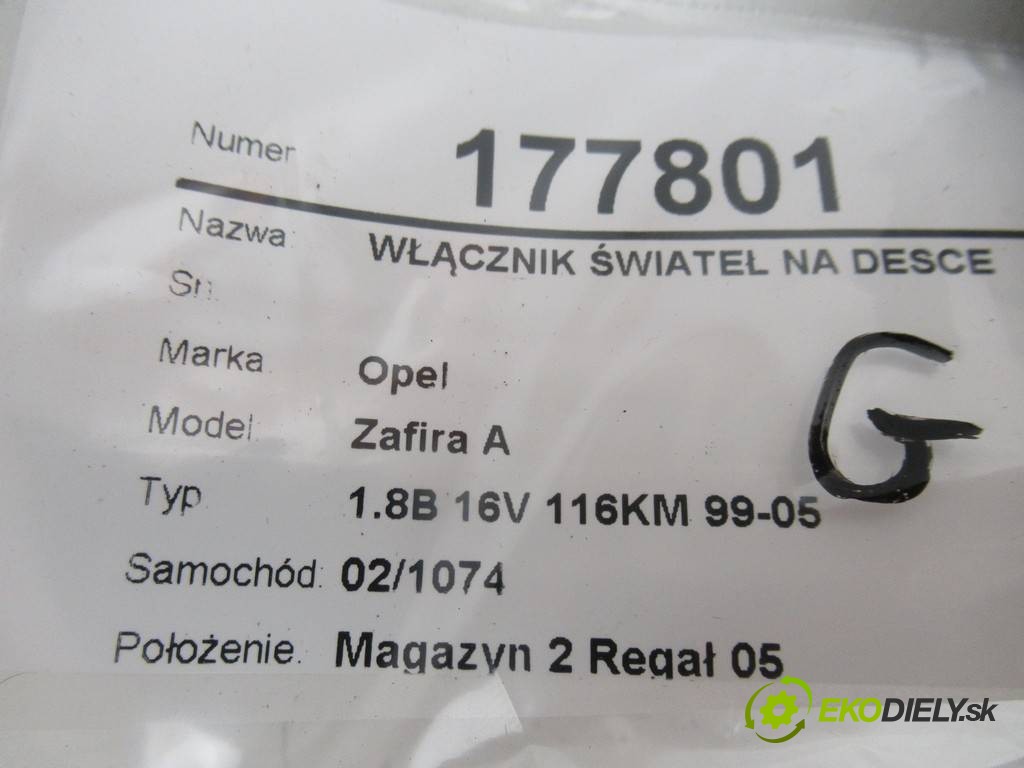 Numer 177801
Nazwa: WŁĄCZNIK ŚWIATEŁ NA DESCE
Sn.
Marka Opel
Model Zafira A
Typ 1.8B 16V 116KM 99-05
G
Samochód: 02/1074
Położenie. Magazyn 2 Regał 05
EKODIELY.sk